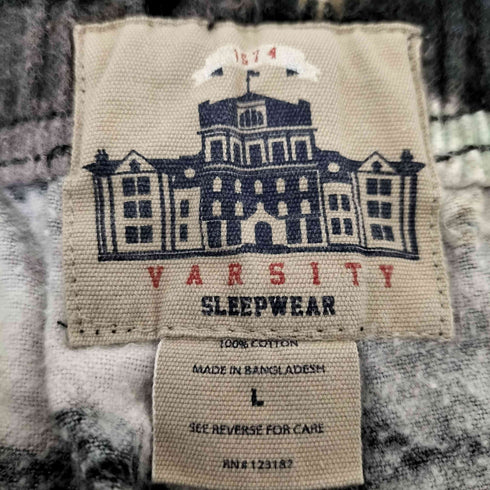 1874
VARSITY
SLEEPWEAR
100% COTTON
MADE IN BANGLADESH
L
SEE REVERSE FOR CARE
RN# 123182